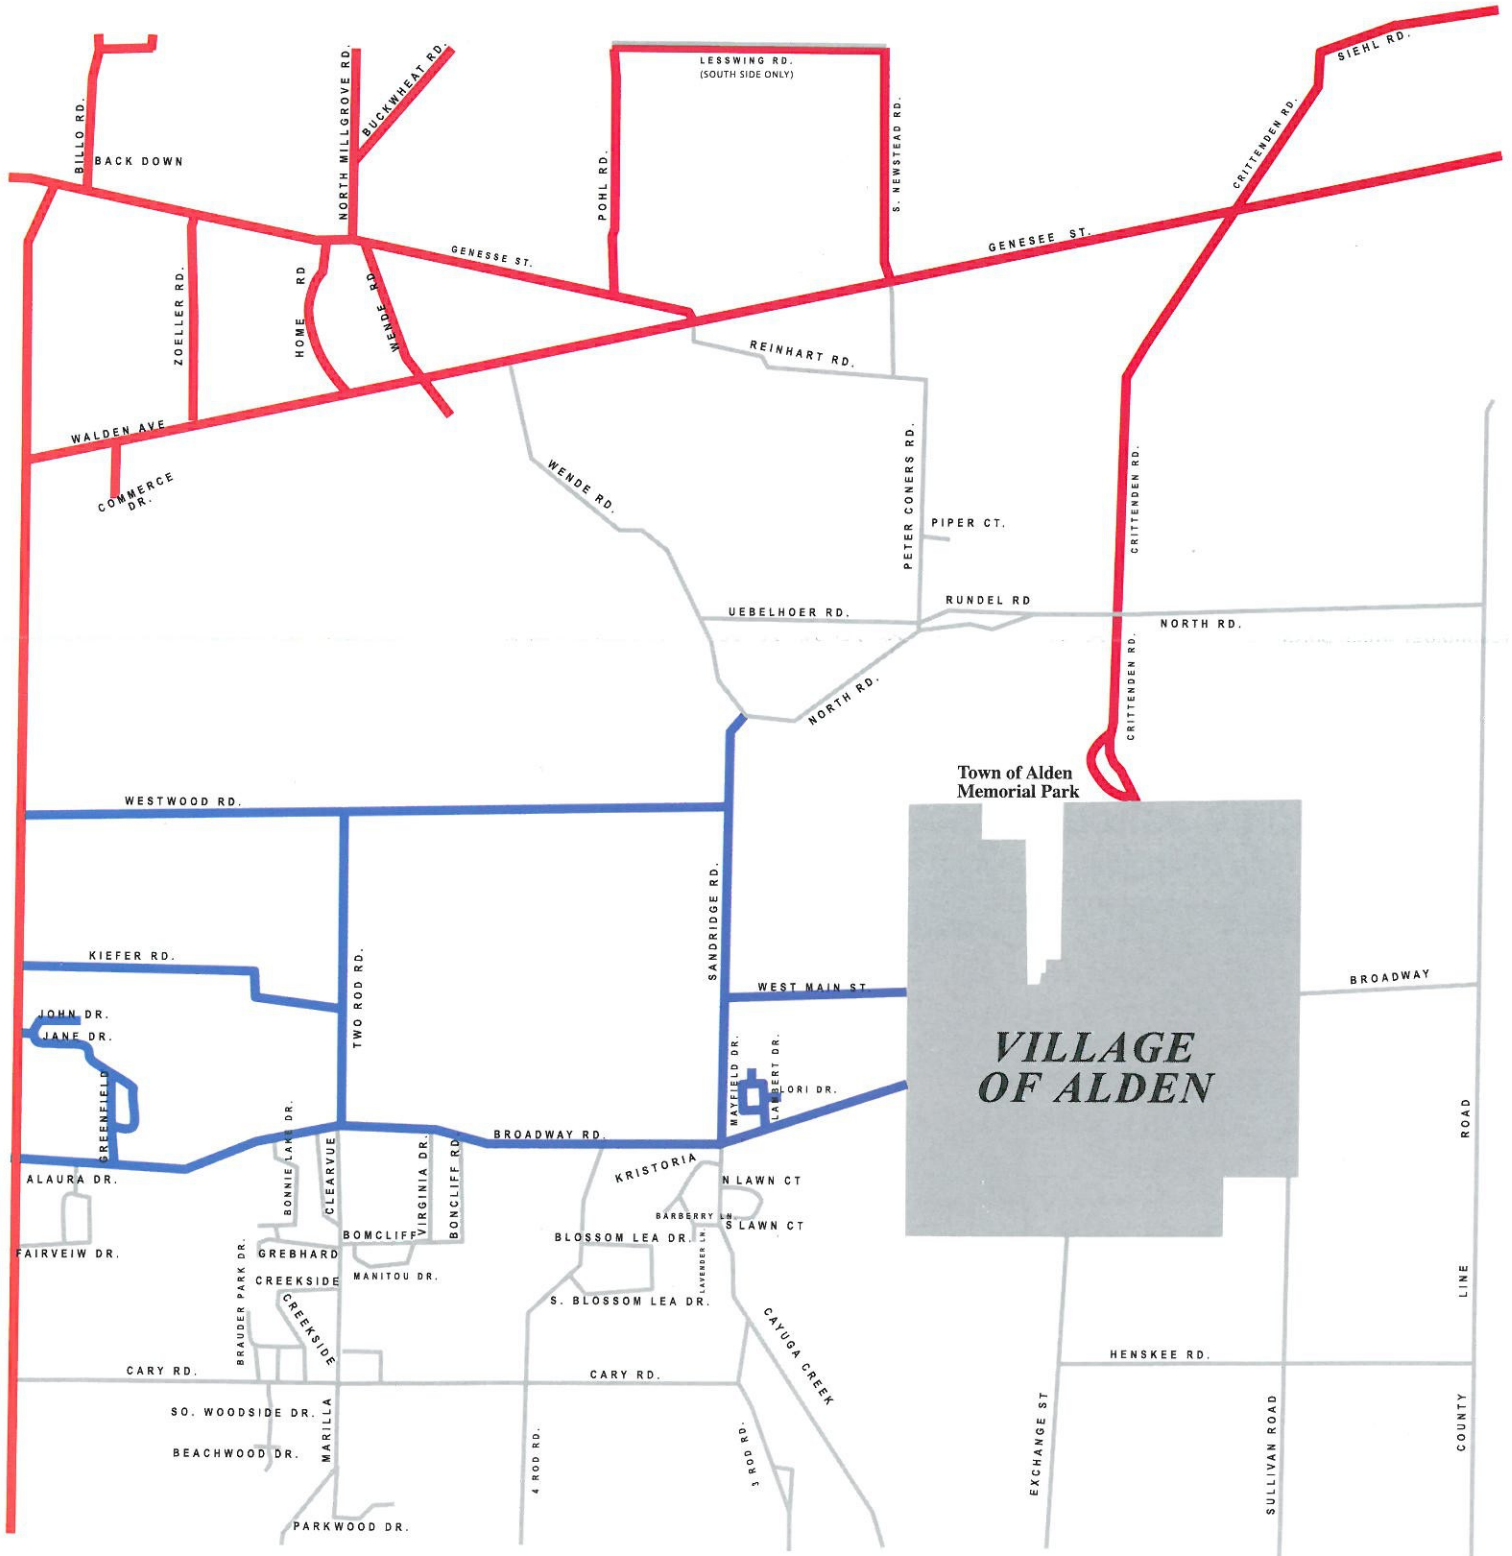 SIEHL RD.
LESSWING RD.
(SOUTH SIDE ONLY)
NORTH MILLGROVE RD.
BUCKWHEAT RD.
BILLO RD.
BACK DOWN
POHL RD.
S. NEWSTEAD RD.
CRITTENDEN RD.
GENESSE ST.
GENESEE ST.
ZOELLER RD.
HOME RD
WENDE RD
REINHART RD.
WALDEN AVE
COMMERCE
DR.
WENDE RD.
PETER CONERS RD.
PIPER CT.
CRITTENDEN RD.
UEBELHOER RD.
RUNDEL RD
NORTH RD.
CRITTENDEN RD.
NORTH RD.
Town of Alden
Memorial Park
WESTWOOD RD.
SANDRIDGE RD.
KIEFER RD.
TWO ROD RD.
WEST MAIN ST.
BROADWAY
JOHN DR.
JANE DR.
VILLAGE
OF ALDEN
GREENFIELD
MAYFIELD DR.
LAMBERT DR.
LORI DR.
BROADWAY RD.
ROAD
LINE
COUNTY
ALAURA DR.
BONNIE LAKE DR.
CLEARVUE
VIRGINIA DR.
BONCLIFF RD.
KRISTORIA
N LAWN CT
BARBERRY LN.
S LAWN CT
FAIRVEIW DR.
GREBHARD
BOMCLIFF
BLOSSOM LEA DR.
LAVENDER LN.
BRAUDER PARK DR.
CREEKSIDE
MANITOU DR.
S. BLOSSOM LEA DR.
CREEKSIDE
CAYUGA CREEK
CARY RD.
CARY RD.
HENSKEE RD.
SO. WOODSIDE DR.
MARILLA
BEACHWOOD DR.
4 ROD RD.
3 ROD RD.
EXCHANGE ST
SULLIVAN ROAD
PARKWOOD DR.